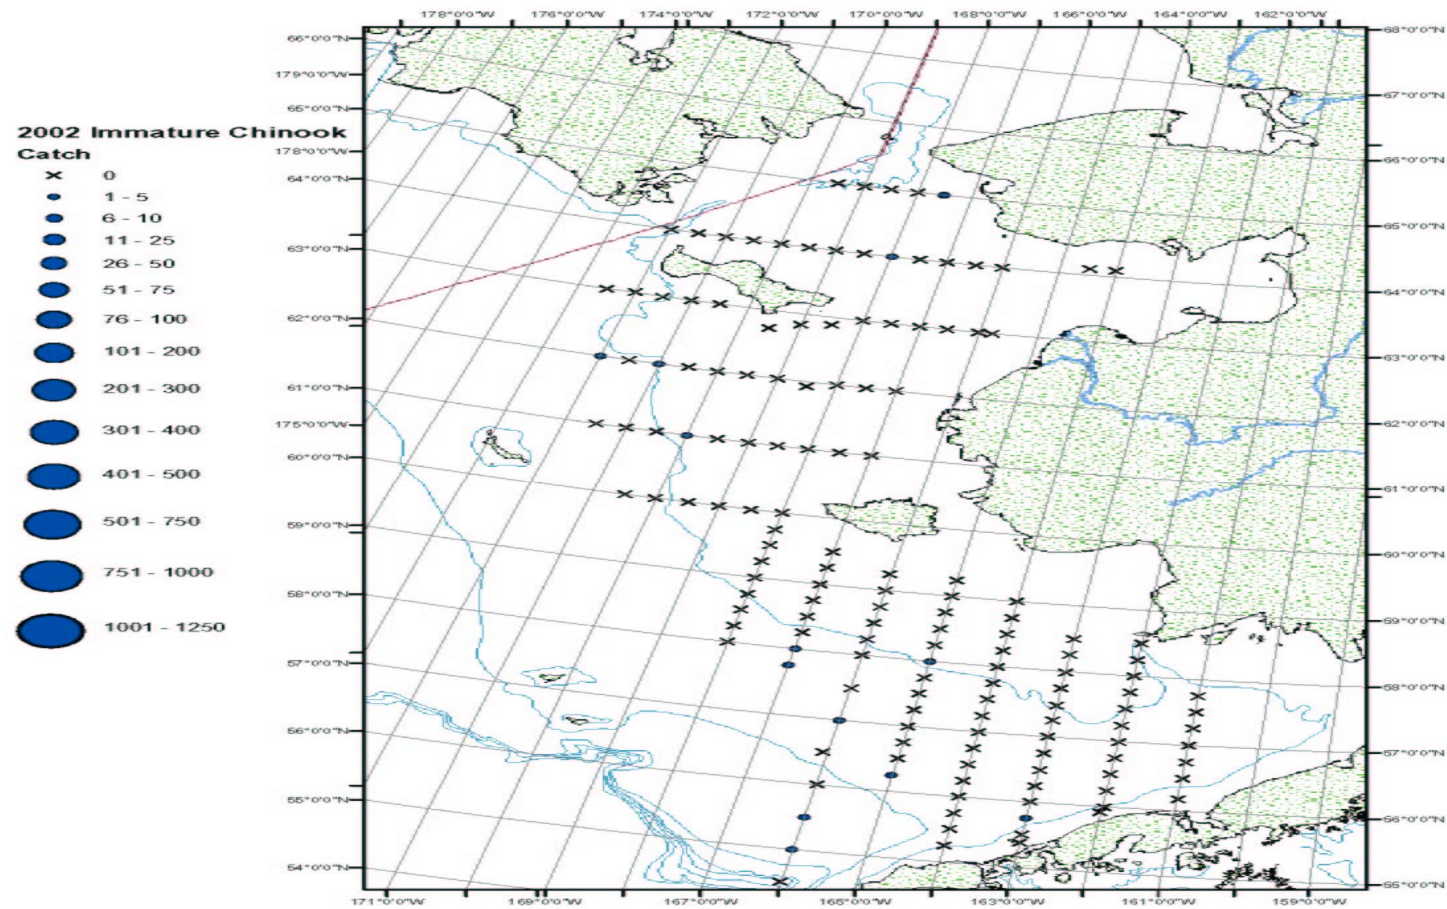 178°0'0"W 176°0'0"W 174°0'0"W 172°0'0"W 170°0'0"W 168°0'0"W 166°0'0"W 164°0'0"W 162°0'0"W
66°0'0"N
179°0'0"W
65°0'0"N
178°0'0"W
64°0'0"N
63°0'0"N
62°0'0"N
61°0'0"N
175°0'0"W
60°0'0"N
59°0'0"N
58°0'0"N
57°0'0"N
56°0'0"N
55°0'0"N
54°0'0"N
2002 Immature Chinook
Catch
0
1 - 5
6 - 10
11 - 25
26 - 50
51 - 75
76 - 100
101 - 200
201 - 300
301 - 400
401 - 500
501 - 750
751 - 1000
1001 - 1250
68°0'0"N
67°0'0"N
66°0'0"N
65°0'0"N
64°0'0"N
63°0'0"N
62°0'0"N
61°0'0"N
60°0'0"N
59°0'0"N
58°0'0"N
57°0'0"N
56°0'0"N
55°0'0"N
171°0'0"W 169°0'0"W 167°0'0"W 165°0'0"W 163°0'0"W 161°0'0"W 159°0'0"W